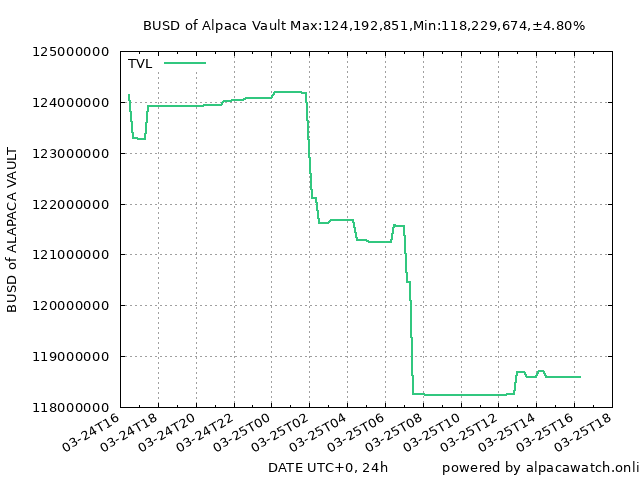 BUSD of Alpaca Vault Max:124,192,851,Min:118,229,674,±4.80%
125000000
TVL
124000000
123000000
122000000
121000000
120000000
119000000
118000000
BUSD of ALAPACA VAULT
03-24T16
03-24T18
03-24T20
03-24T22
03-25T00
03-25T02
03-25T04
03-25T06
03-25T08
03-25T10
03-25T12
03-25T14
03-25T16
03-25T18
DATE UTC+0, 24h
powered by alpacawatch.onli